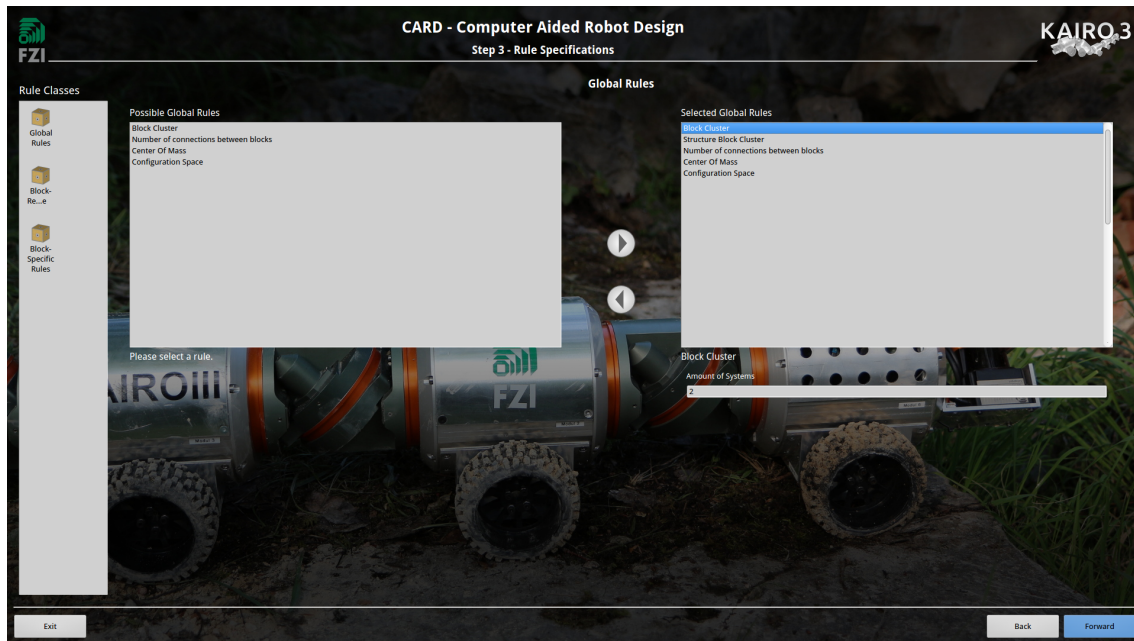 CARD - Computer Aided Robot Design
Step 3 - Rule Specifications
FZI
KAIRO 3
Rule Classes
Global Rules
Global
Rules
Block-
Re...e
Block-
Specific
Rules
Possible Global Rules
Block Cluster
Number of connections between blocks
Center Of Mass
Configuration Space
Please select a rule.
Selected Global Rules
Block Cluster
Structure Block Cluster
Number of connections between blocks
Center Of Mass
Configuration Space
Block Cluster
Amount of Systems
2
AIROIII
FZI
Exit
Back
Forward